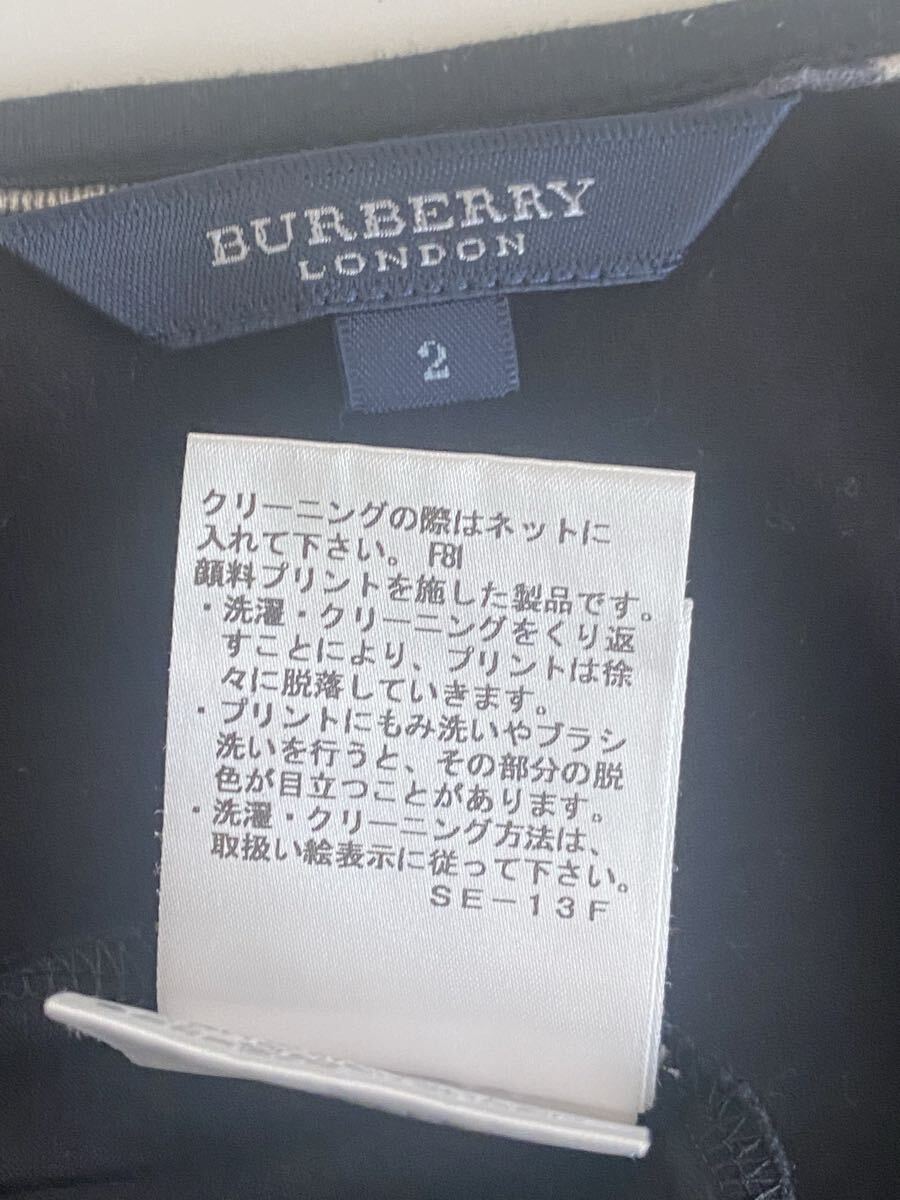 BURBERRY
LONDON
2
クリーニングの際はネットに
入れて下さい。 F81
顔料プリントを施した製品です。
・洗濯・クリーニングをくり返
すことにより、プリントは徐
々に脱落していきます。
・プリントにもみ洗いやブラシ
洗いを行うと、その部分の脱
色が目立つことがあります。
・洗濯・クリーニング方法は、
取扱い絵表示に従って下さい。
SE-13F